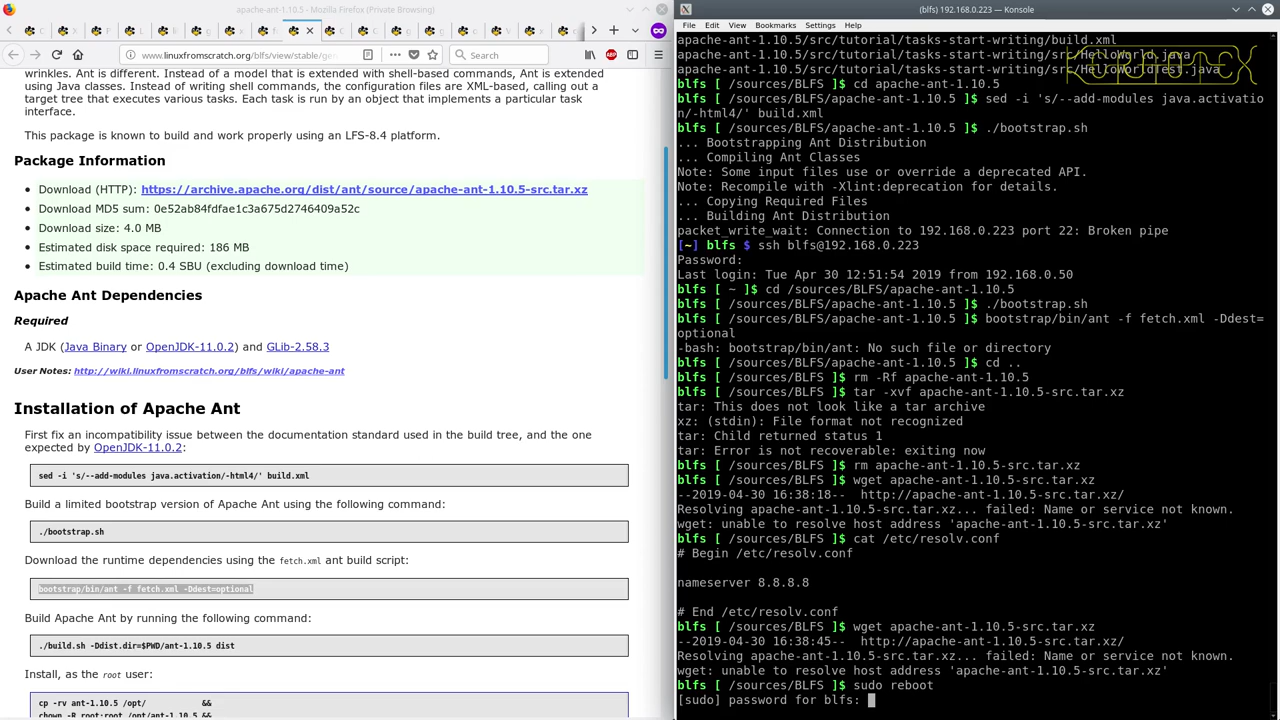 apache-ant-1.10.5 - Mozilla Firefox (Private Browsing)
www.linuxfromscratch.org/blfs/view/stable/ge
Search
wrinkles. Ant is different. Instead of a model that is extended with shell-based commands, Ant is extended
using Java classes. Instead of writing shell commands, the configuration files are XML-based, calling out a
target tree that executes various tasks. Each task is run by an object that implements a particular task
interface.
This package is known to build and work properly using an LFS-8.4 platform.
Package Information
Download (HTTP): https://archive.apache.org/dist/ant/source/apache-ant-1.10.5-src.tar.xz
Download MD5 sum: 0e52ab84fdfae1c3a675d2746409a52c
Download size: 4.0 MB
Estimated disk space required: 186 MB
Estimated build time: 0.4 SBU (excluding download time)
Apache Ant Dependencies
Required
A JDK (Java Binary or OpenJDK-11.0.2) and GLib-2.58.3
User Notes: http://wiki.linuxfromscratch.org/blfs/wiki/apache-ant
Installation of Apache Ant
First fix an incompatibility issue between the documentation standard used in the build tree, and the one
expected by OpenJDK-11.0.2:
sed -i 's/--add-modules java.activation/-html4/' build.xml
Build a limited bootstrap version of Apache Ant using the following command:
./bootstrap.sh
Download the runtime dependencies using the fetch.xml ant build script:
bootstrap/bin/ant -f fetch.xml -Ddest=optional
Build Apache Ant by running the following command:
./build.sh -Ddist.dir=$PWD/ant-1.10.5 dist
Install, as the root user:
cp -rv ant-1.10.5 /opt/ &&
chown -R root:root /opt/ant-1.10.5 &&
(blfs) 192.168.0.223 — Konsole
File Edit View Bookmarks Settings Help
apache-ant-1.10.5/src/tutorial/tasks-start-writing/build.xml
apache-ant-1.10.5/src/tutorial/tasks-start-writing/src/HelloWorld.java
apache-ant-1.10.5/src/tutorial/tasks-start-writing/src/HelloWorldTest.java
blfs [ /sources/BLFS ]$ cd apache-ant-1.10.5
blfs [ /sources/BLFS/apache-ant-1.10.5 ]$ sed -i 's/--add-modules java.activatio
n/-html4/' build.xml
blfs [ /sources/BLFS/apache-ant-1.10.5 ]$ ./bootstrap.sh
... Bootstrapping Ant Distribution
... Compiling Ant Classes
Note: Some input files use or override a deprecated API.
Note: Recompile with -Xlint:deprecation for details.
... Copying Required Files
... Building Ant Distribution
packet_write_wait: Connection to 192.168.0.223 port 22: Broken pipe
[~] blfs $ ssh blfs@192.168.0.223
Password:
Last login: Tue Apr 30 12:51:54 2019 from 192.168.0.50
blfs [ ~ ]$ cd /sources/BLFS/apache-ant-1.10.5
blfs [ /sources/BLFS/apache-ant-1.10.5 ]$ ./bootstrap.sh
blfs [ /sources/BLFS/apache-ant-1.10.5 ]$ bootstrap/bin/ant -f fetch.xml -Ddest=
optional
-bash: bootstrap/bin/ant: No such file or directory
blfs [ /sources/BLFS/apache-ant-1.10.5 ]$ cd ..
blfs [ /sources/BLFS ]$ rm -Rf apache-ant-1.10.5
blfs [ /sources/BLFS ]$ tar -xvf apache-ant-1.10.5-src.tar.xz
tar: This does not look like a tar archive
xz: (stdin): File format not recognized
tar: Child returned status 1
tar: Error is not recoverable: exiting now
blfs [ /sources/BLFS ]$ rm apache-ant-1.10.5-src.tar.xz
blfs [ /sources/BLFS ]$ wget apache-ant-1.10.5-src.tar.xz
--2019-04-30 16:38:18-- http://apache-ant-1.10.5-src.tar.xz/
Resolving apache-ant-1.10.5-src.tar.xz... failed: Name or service not known.
wget: unable to resolve host address 'apache-ant-1.10.5-src.tar.xz'
blfs [ /sources/BLFS ]$ cat /etc/resolv.conf
# Begin /etc/resolv.conf
nameserver 8.8.8.8
# End /etc/resolv.conf
blfs [ /sources/BLFS ]$ wget apache-ant-1.10.5-src.tar.xz
--2019-04-30 16:38:45-- http://apache-ant-1.10.5-src.tar.xz/
Resolving apache-ant-1.10.5-src.tar.xz... failed: Name or service not known.
wget: unable to resolve host address 'apache-ant-1.10.5-src.tar.xz'
blfs [ /sources/BLFS ]$ sudo reboot
[sudo] password for blfs: